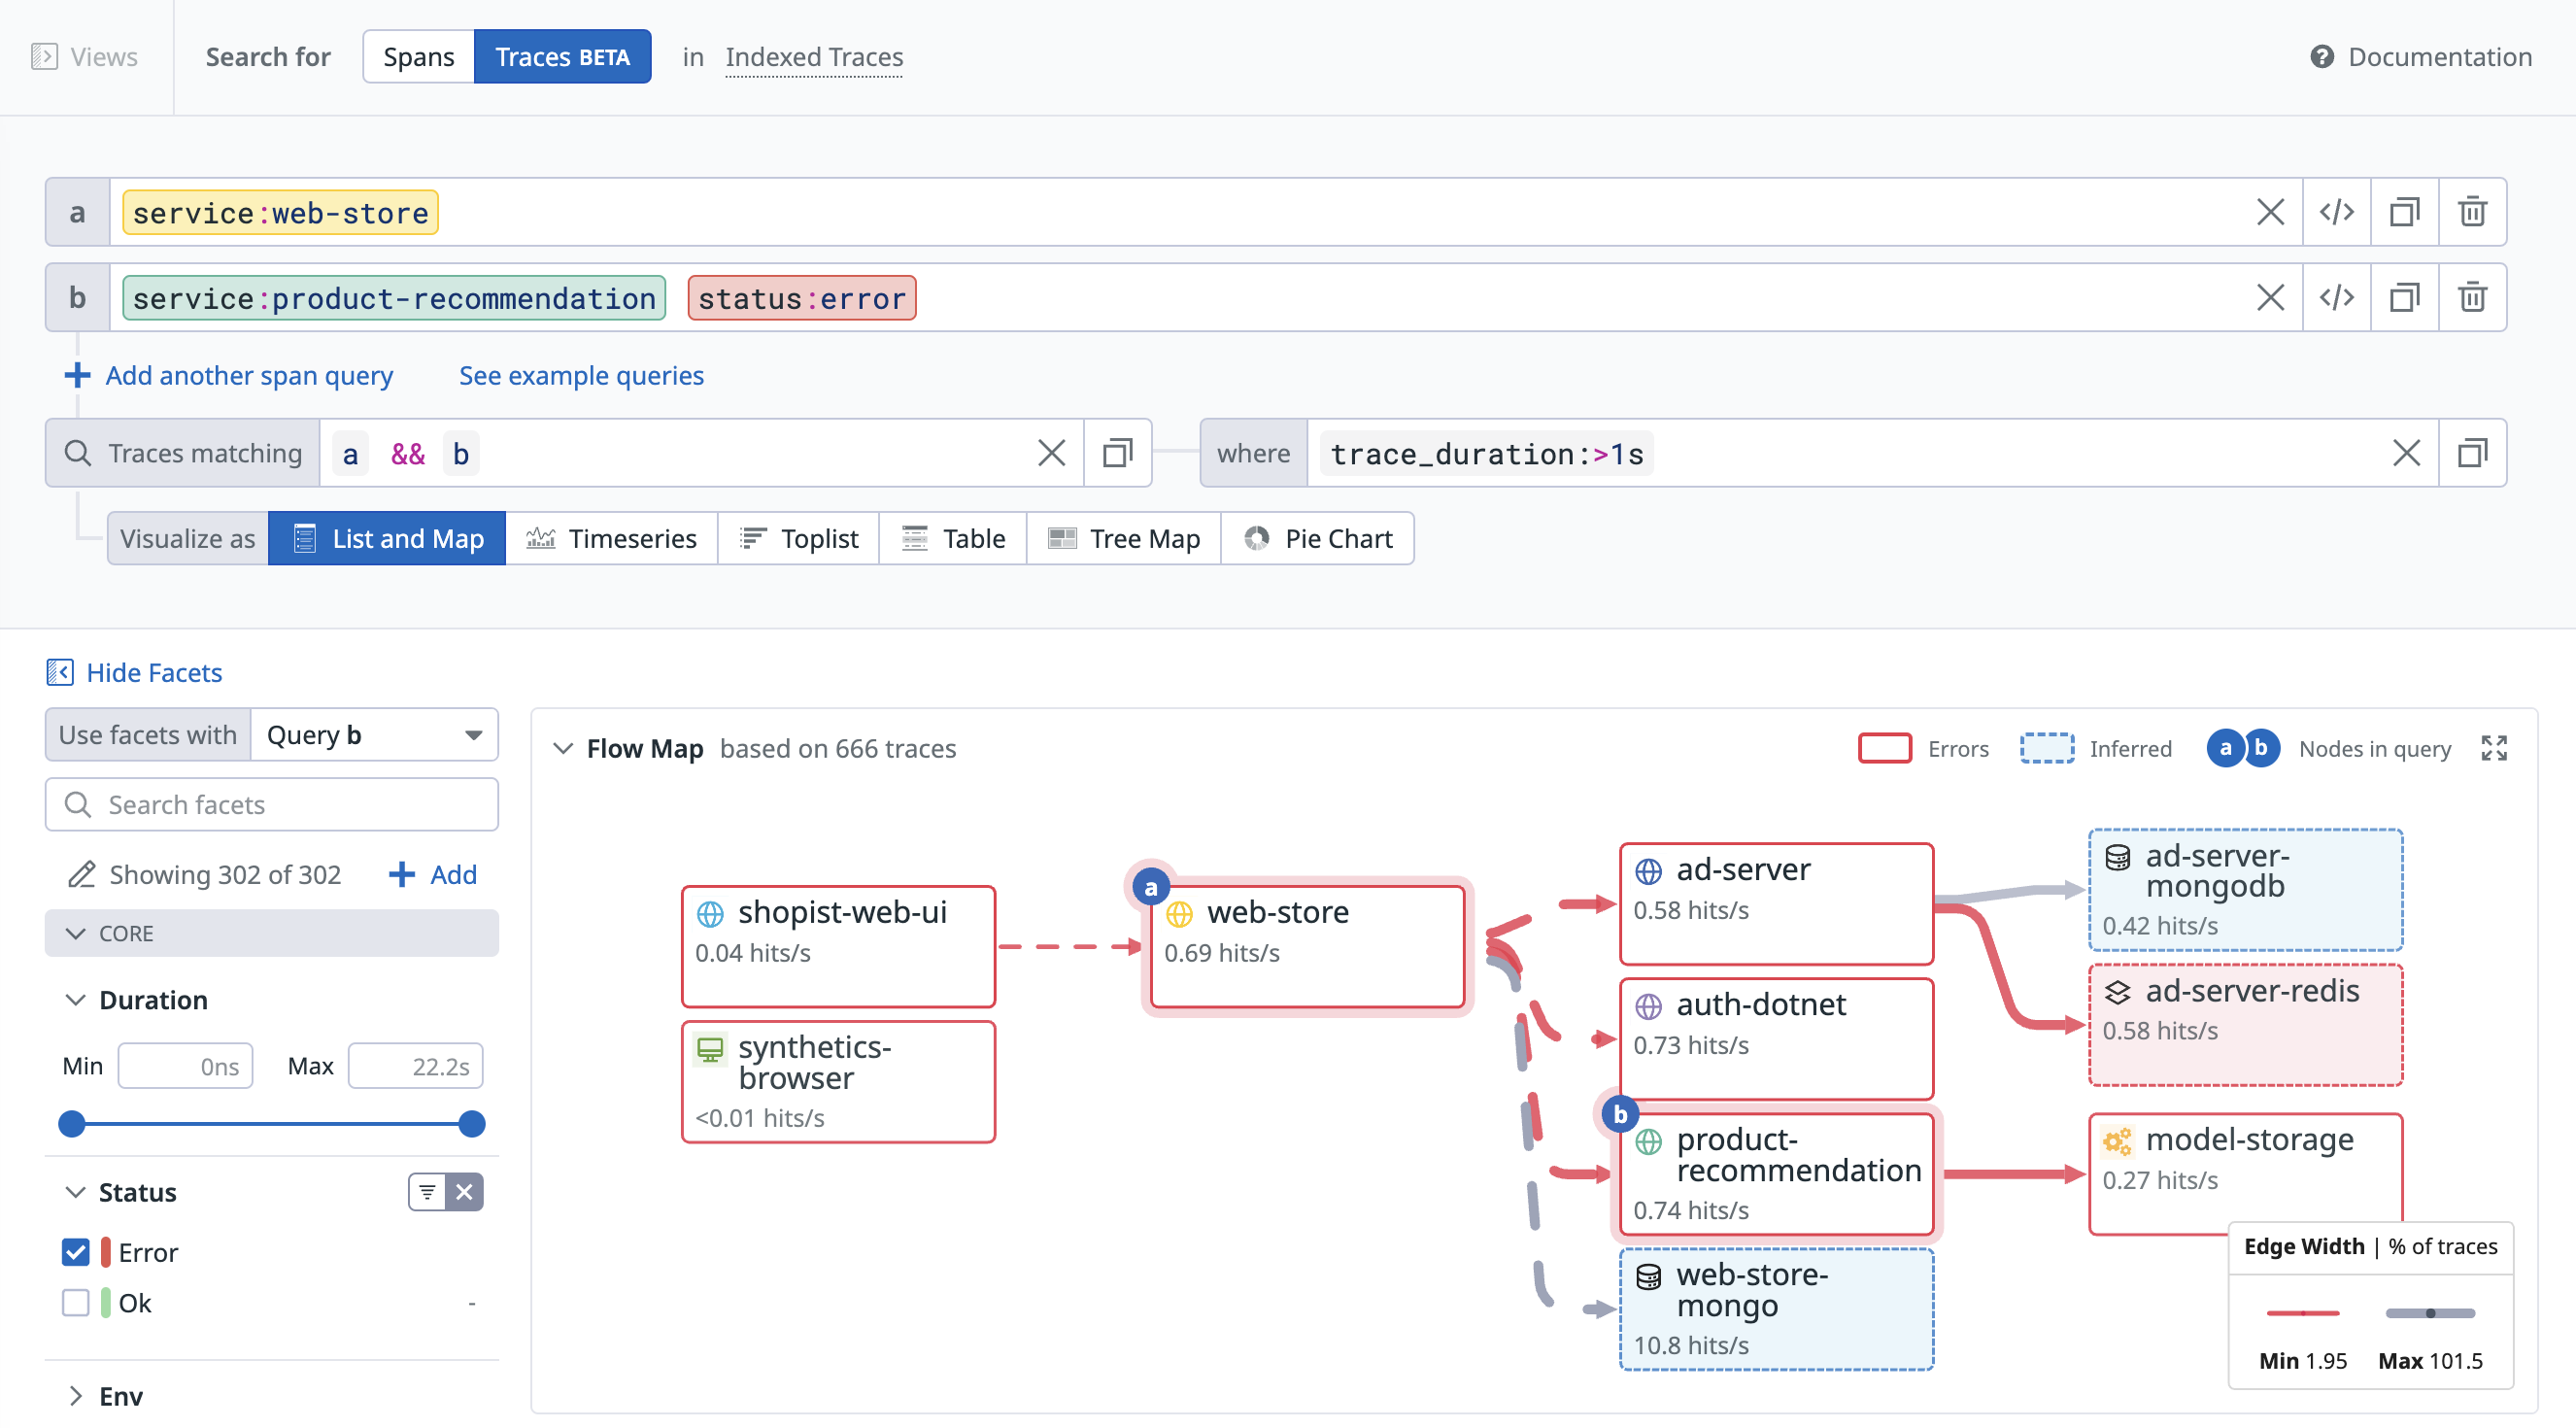 Views
Search for
Spans
Traces BETA
in
Indexed Traces
Documentation
a
service:web-store
b
service:product-recommendation status:error
Add another span query
See example queries
Traces matching
a && b
where
trace_duration:>1s
Visualize as
List and Map
Timeseries
Toplist
Table
Tree Map
Pie Chart
Hide Facets
Use facets with
Query b
Search facets
Showing 302 of 302
Add
CORE
Duration
Min
0ns
Max
22.2s
Status
Error
Ok
-
Env
Flow Map based on 666 traces
Errors
Inferred
a b
Nodes in query
shopist-web-ui
0.04 hits/s
synthetics-
browser
<0.01 hits/s
a
web-store
0.69 hits/s
ad-server
0.58 hits/s
auth-dotnet
0.73 hits/s
b
product-
recommendation
0.74 hits/s
web-store-
mongo
10.8 hits/s
ad-server-
mongodb
0.42 hits/s
ad-server-redis
0.58 hits/s
model-storage
0.27 hits/s
Edge Width | % of traces
Min 1.95
Max 101.5